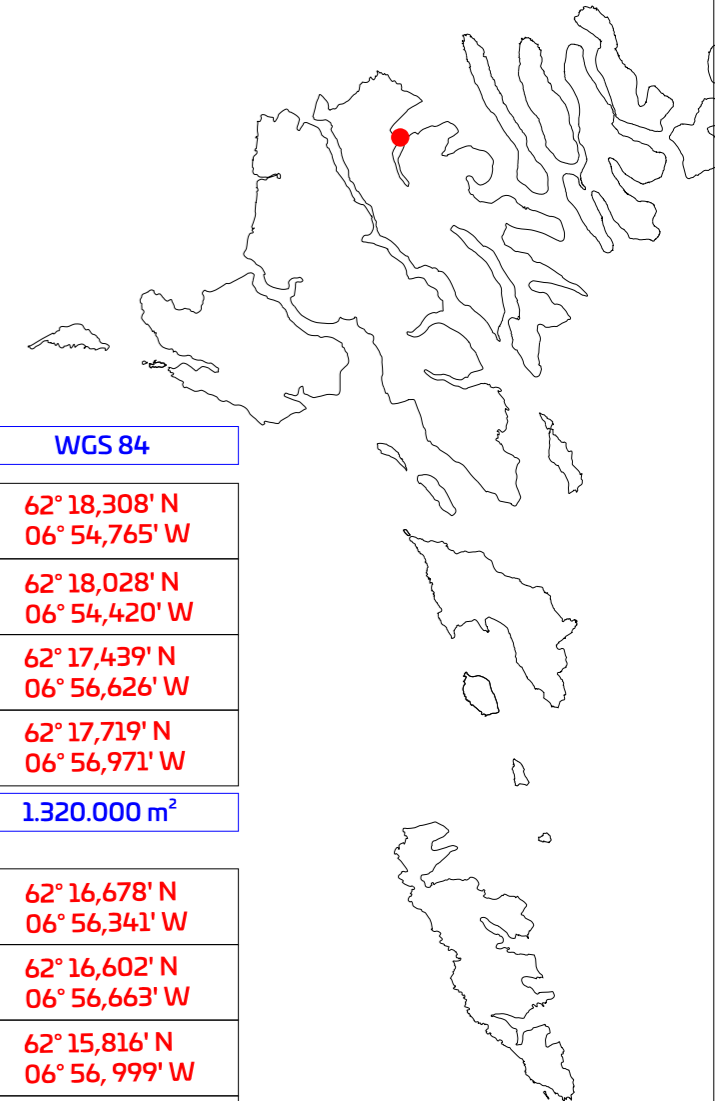 WGS 84
62° 18,308' N
06° 54,765' W
62° 18,028' N
06° 54,420' W
62° 17,439' N
06° 56,626' W
62° 17,719' N
06° 56,971' W
1.320.000 m²
62° 16,678' N
06° 56,341' W
62° 16,602' N
06° 56,663' W
62° 15,816' N
06° 56, 999' W